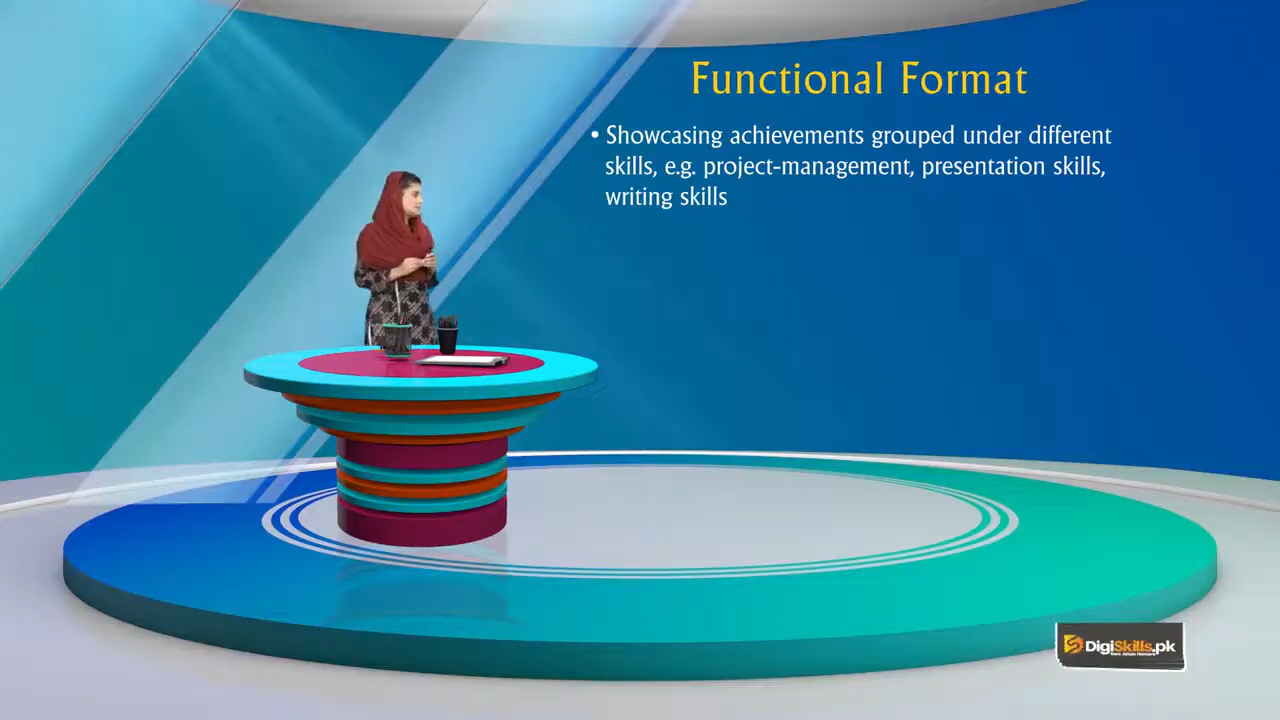 Functional Format
• Showcasing achievements grouped under different
skills, e.g. project-management, presentation skills,
writing skills
DigiSkills.pk